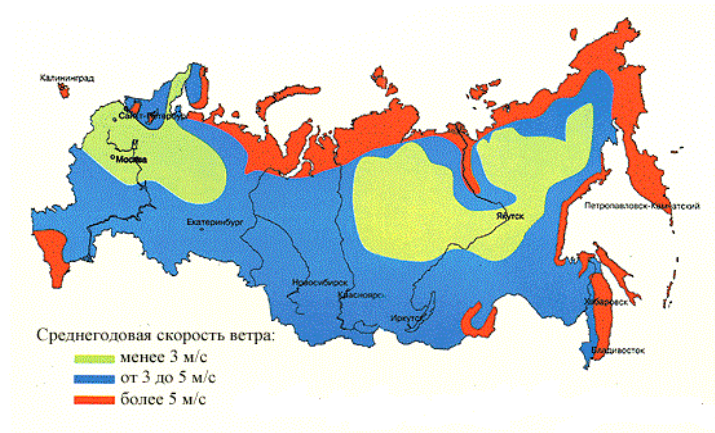 Калининград
Санкт-Петербург
Москва
Екатеринбург
Якутск
Петропавловск-Камчатский
Новосибирск
Красноярск
Иркутск
Хабаровск
Владивосток
Среднегодовая скорость ветра:
менее 3 м/с
от 3 до 5 м/с
более 5 м/с